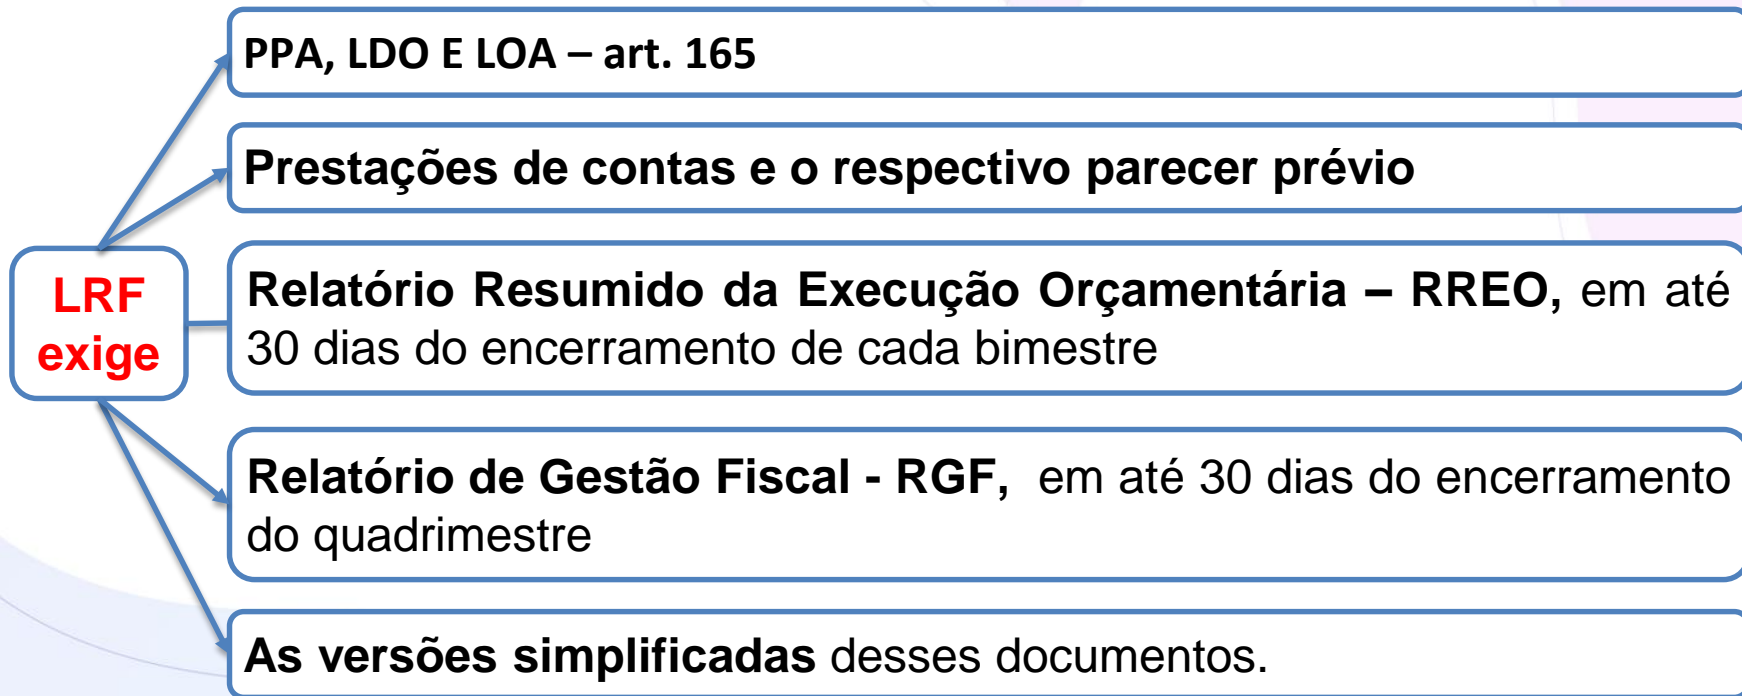 PPA, LDO E LOA – art. 165
Prestações de contas e o respectivo parecer prévio
LRF
exige
Relatório Resumido da Execução Orçamentária – RREO, em até
30 dias do encerramento de cada bimestre
Relatório de Gestão Fiscal - RGF, em até 30 dias do encerramento
do quadrimestre
As versões simplificadas desses documentos.